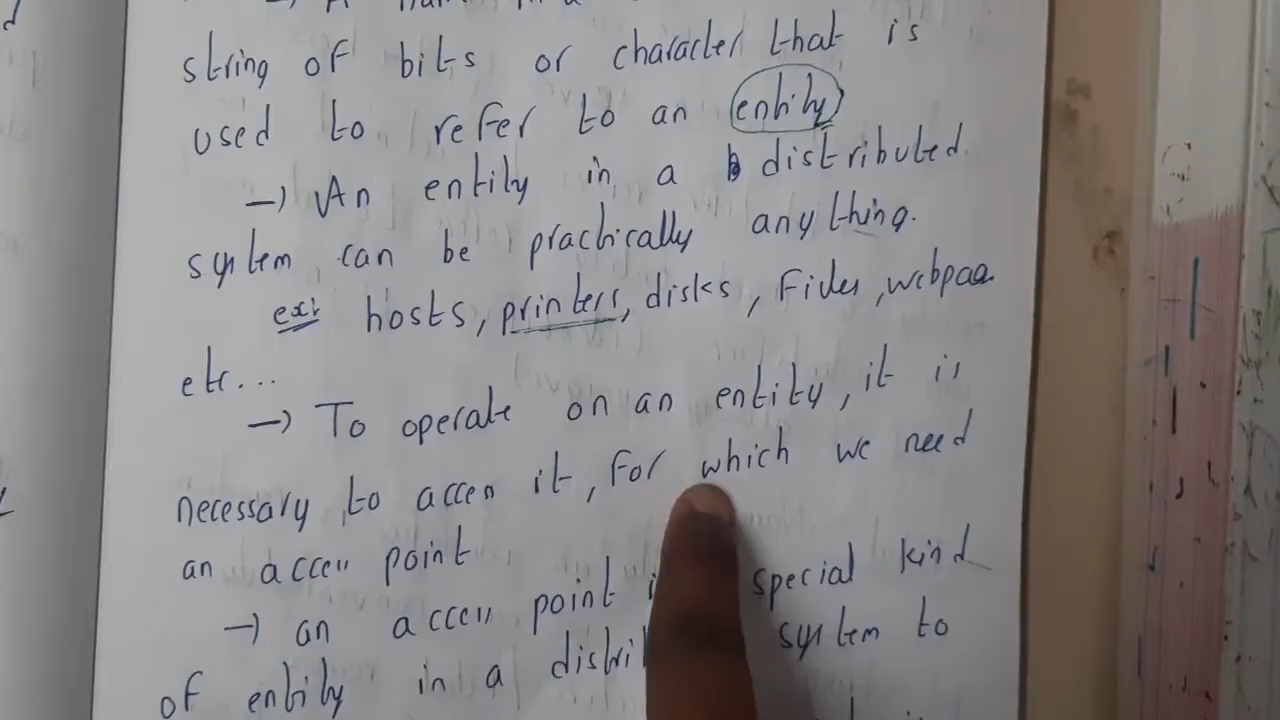 → A
string of bits or character that is
used to refer to an entity
→ An entity in a distributed
system can be practically anything.
ex: hosts, printers, disks, Files, webpage
etc...
→ To operate on an entity, it is
necessary to access it, For which we need
an access point
→ an access point special kind
of entity in a system to